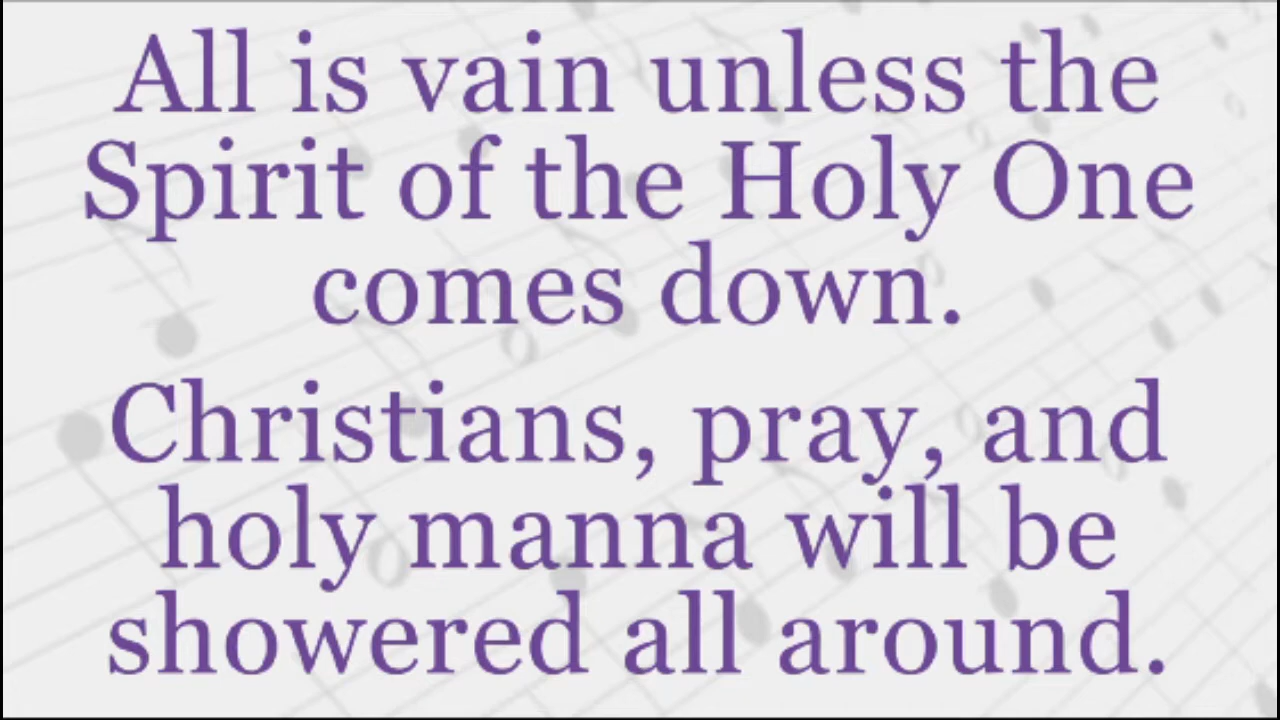 All is vain unless the
Spirit of the Holy One
comes down.
Christians, pray, and
holy manna will be
showered all around.